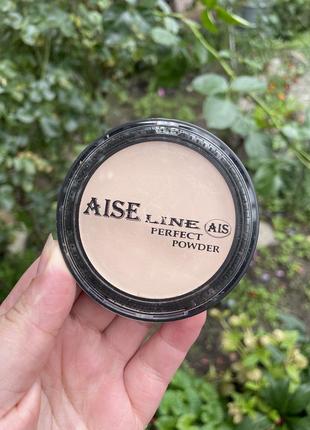 AISE LINE AIS
PERFECT
POWDER